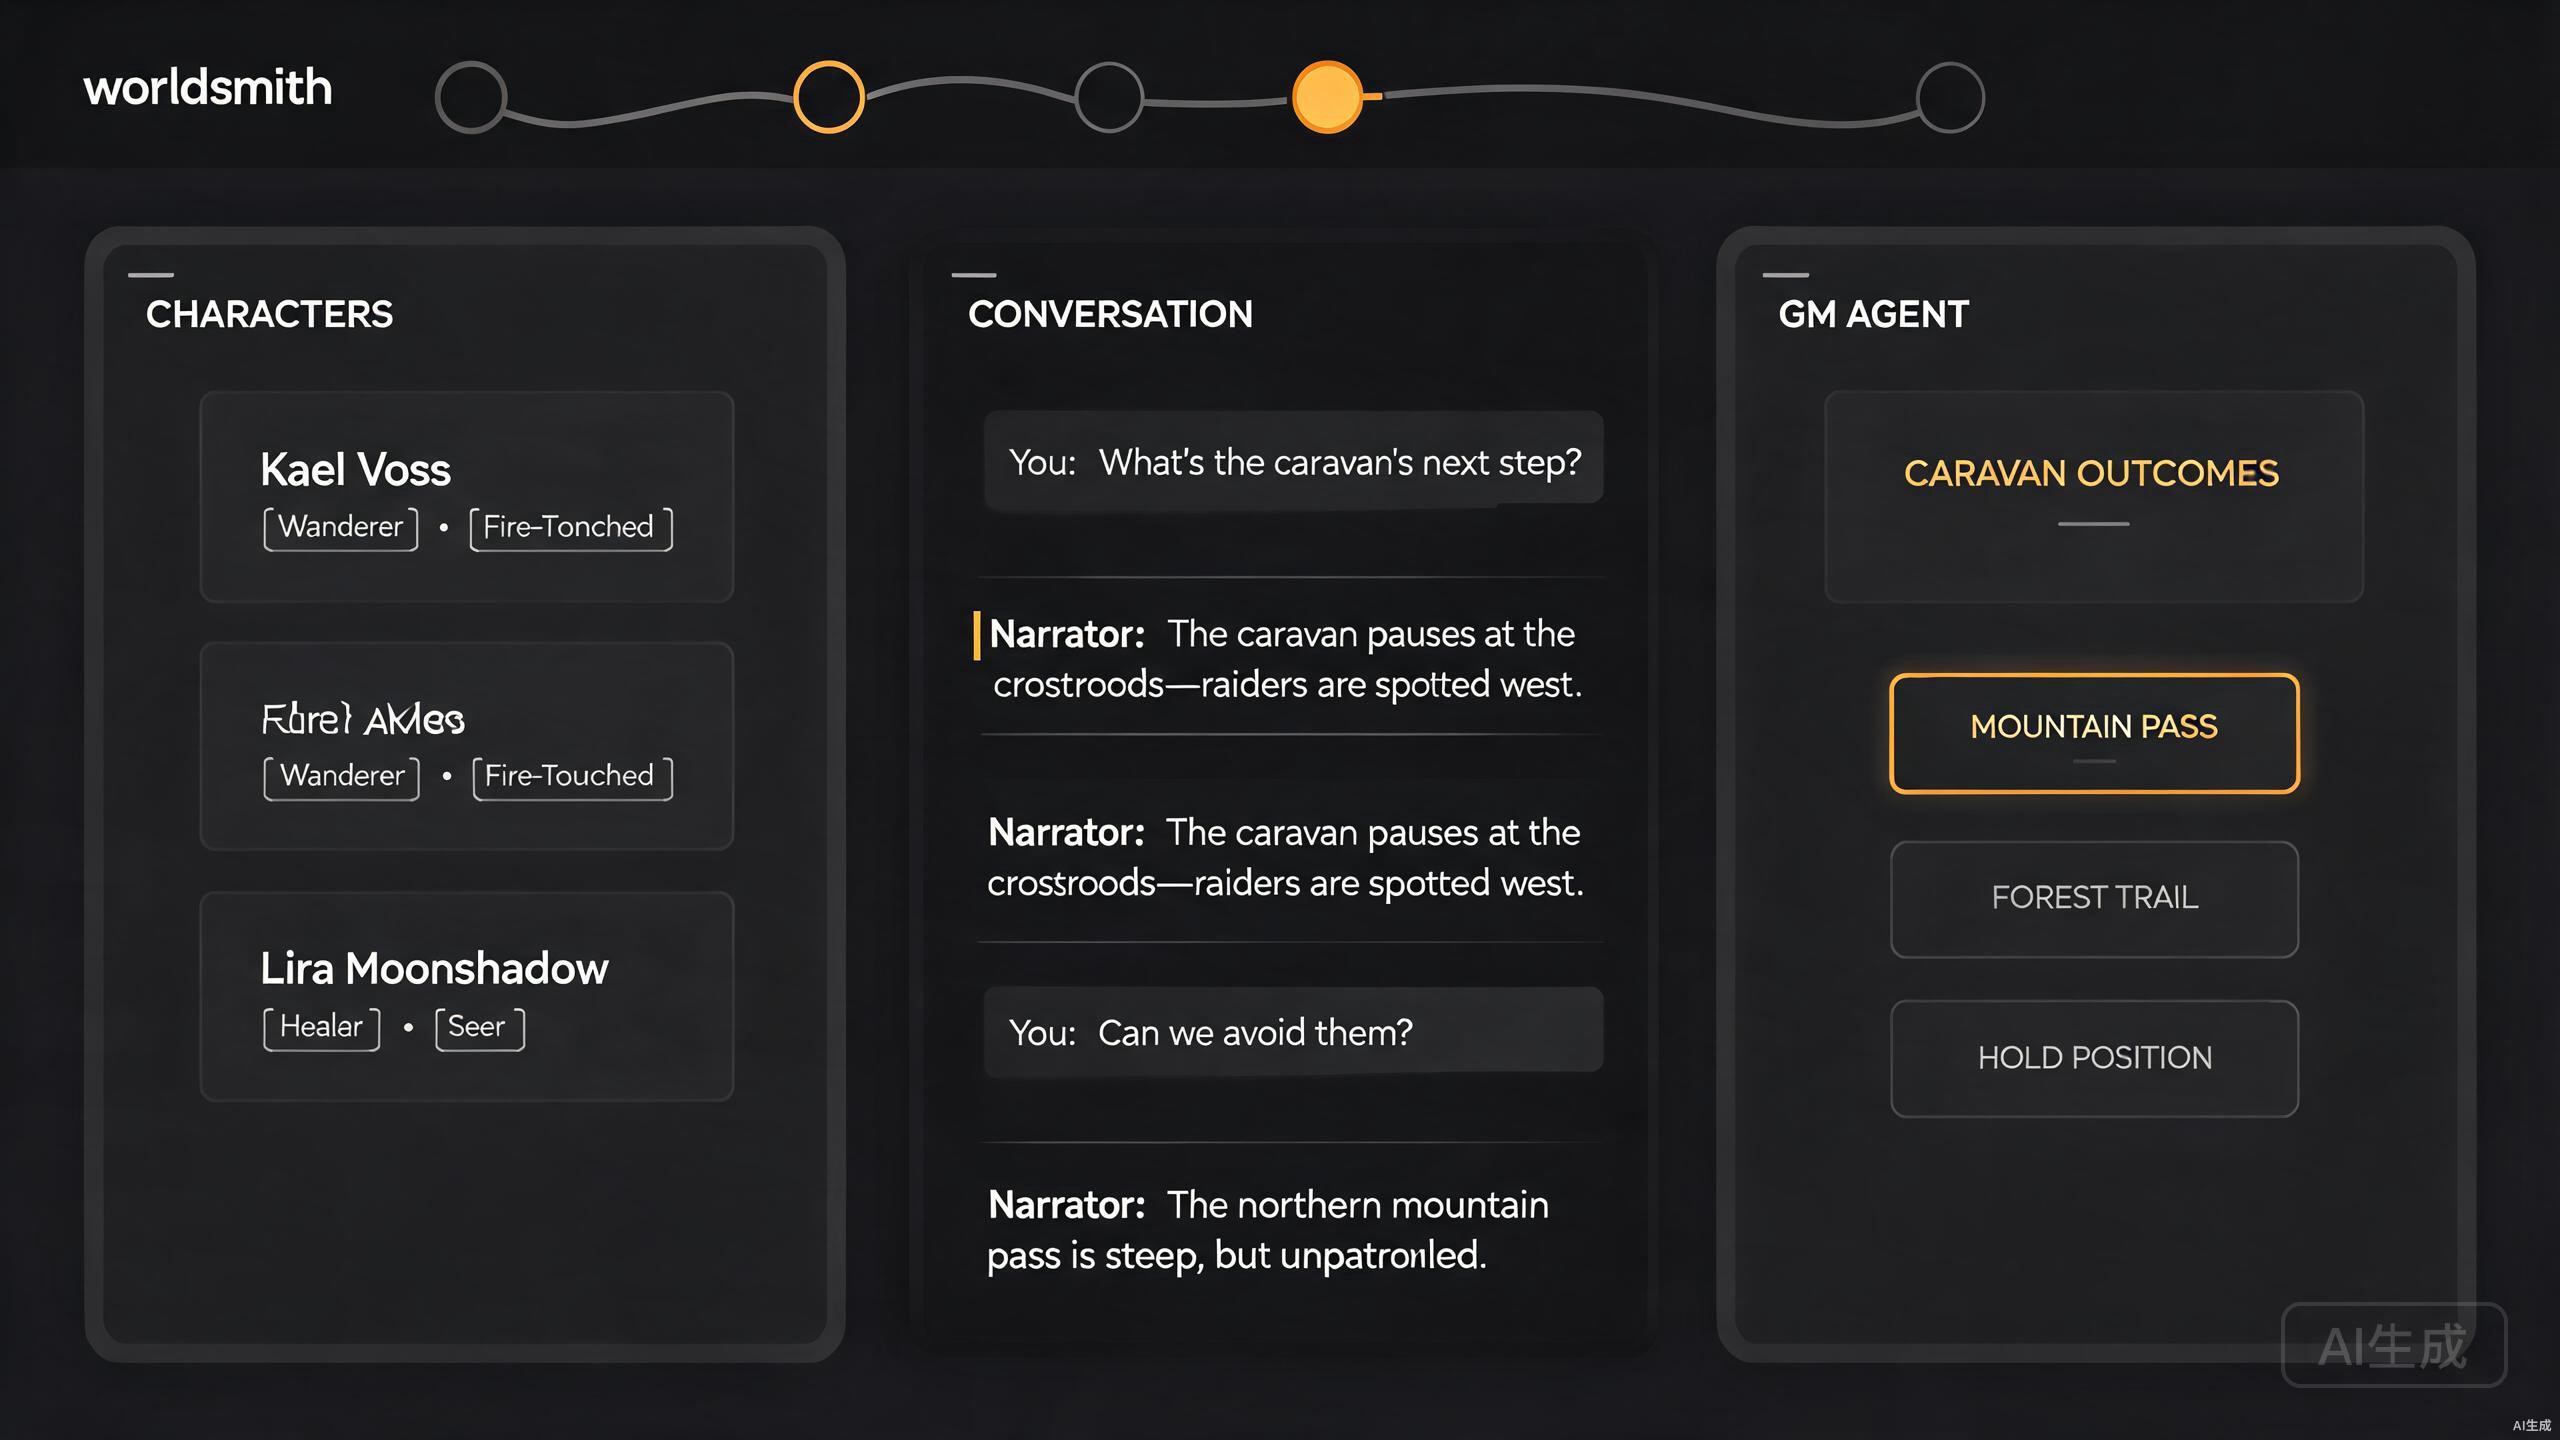 worldsmith
CHARACTERS
Kael Voss
Wanderer • Fire-Tonched
Wanderer • Fire-Touched
Lira Moonshadow
Healar • Seer
CONVERSATION
You: What's the caravan's next step?
Narrator: The caravan pauses at the
crostroods—raiders are spotted west.
Narrator: The caravan pauses at the
crostroods—raiders are spotted west.
You: Can we avoid them?
Narrator: The northern mountain
pass is steep, but
GM AGENT
CARAVAN OUTCOMES
MOUNTAIN PASS
FOREST TRAIL
HOLD POSITION
AI生成
AI生成